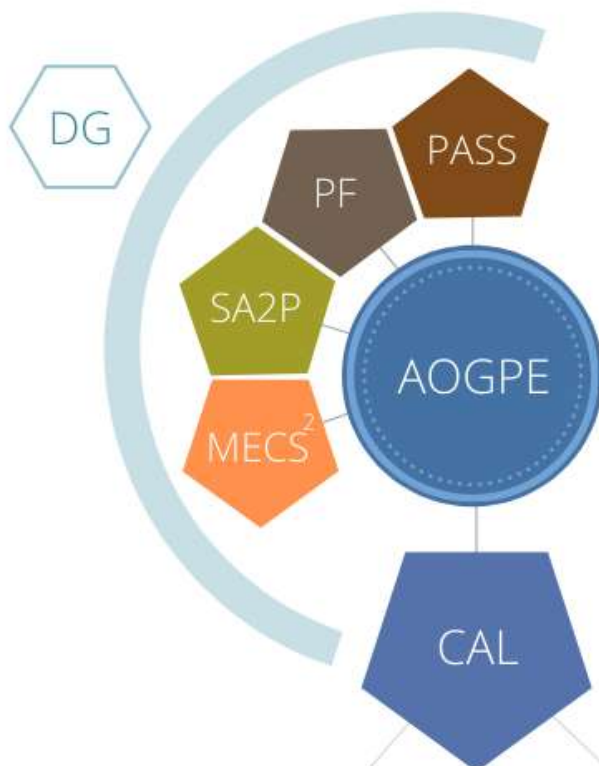 DG
PASS
PF
SA2P
AOGPE
MECS²
CAL